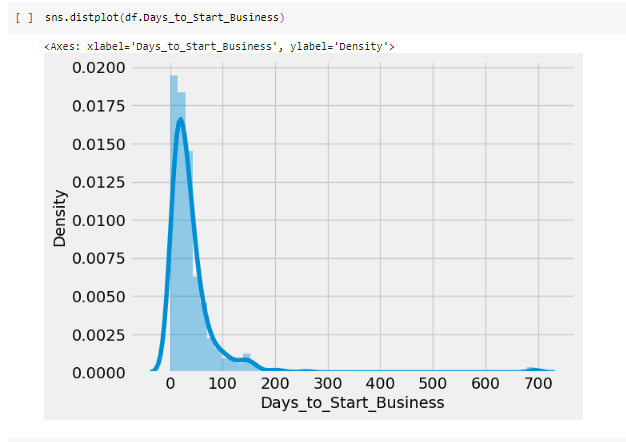 [ ] sns.distplot(df.Days_to_Start_Business)
<Axes: xlabel='Days_to_Start_Business', ylabel='Density'>
0.0200
0.0175
0.0150
0.0125
0.0100
0.0075
0.0050
0.0025
0.0000
Density
0 100 200 300 400 500 600 700
Days_to_Start_Business